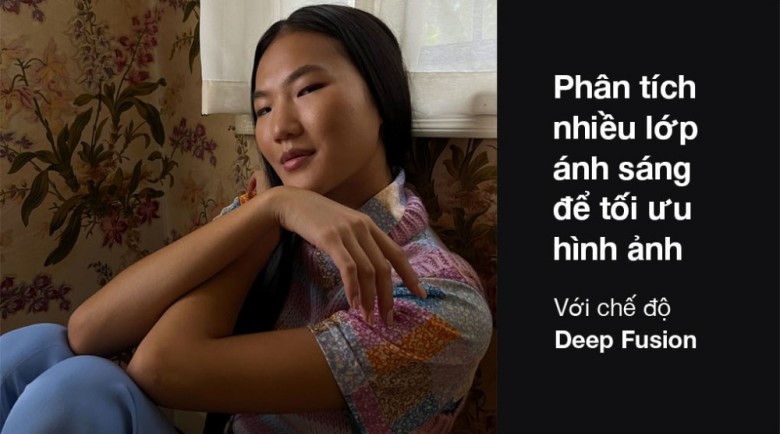 Phân tích
nhiều lớp
ánh sáng
để tối ưu
hình ảnh
Với chế độ
Deep Fusion